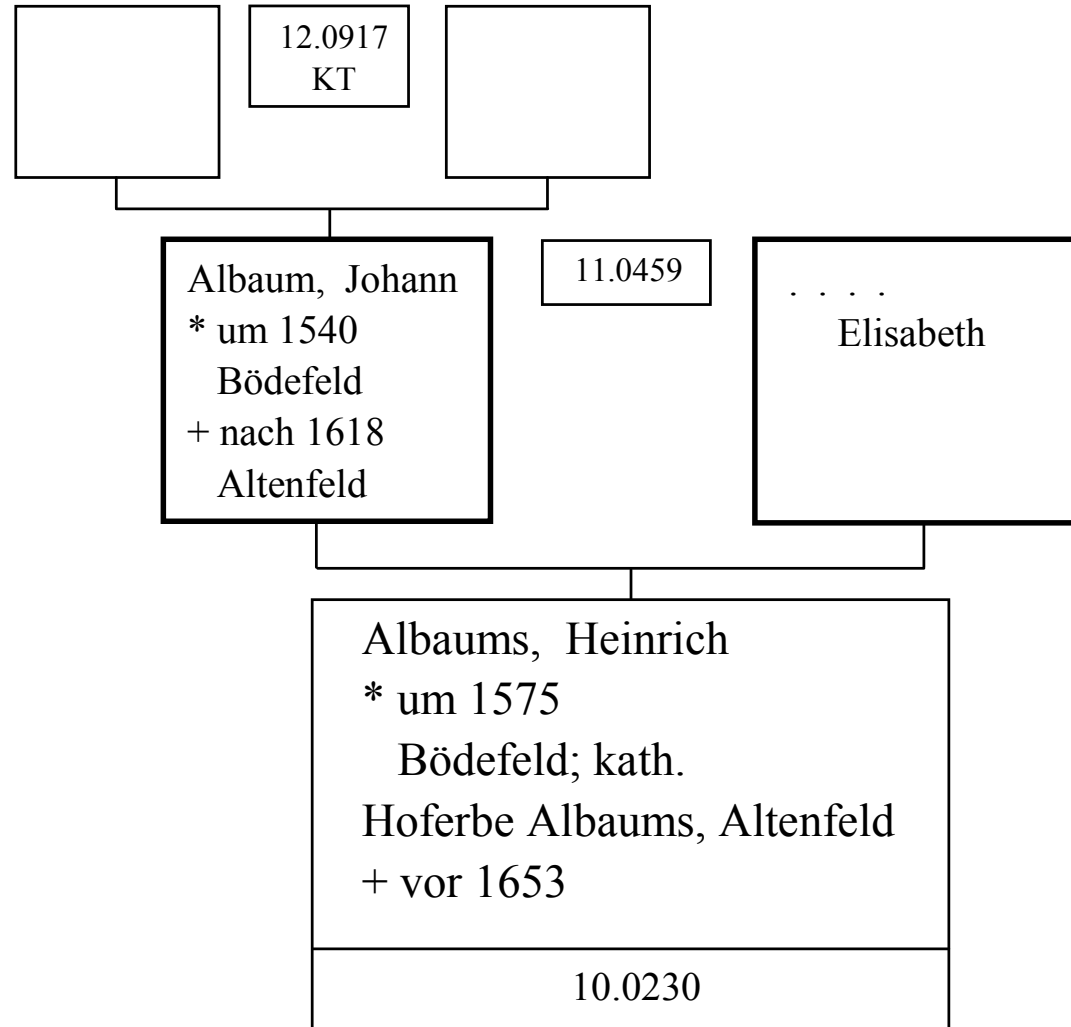 12.0917
KT
Albaum, Johann
* um 1540
Bödefeld
+ nach 1618
Altenfeld
11.0459
. . . .
Elisabeth
Albaums, Heinrich
* um 1575
Bödefeld; kath.
Hoferbe Albaums, Altenfeld
+ vor 1653
10.0230